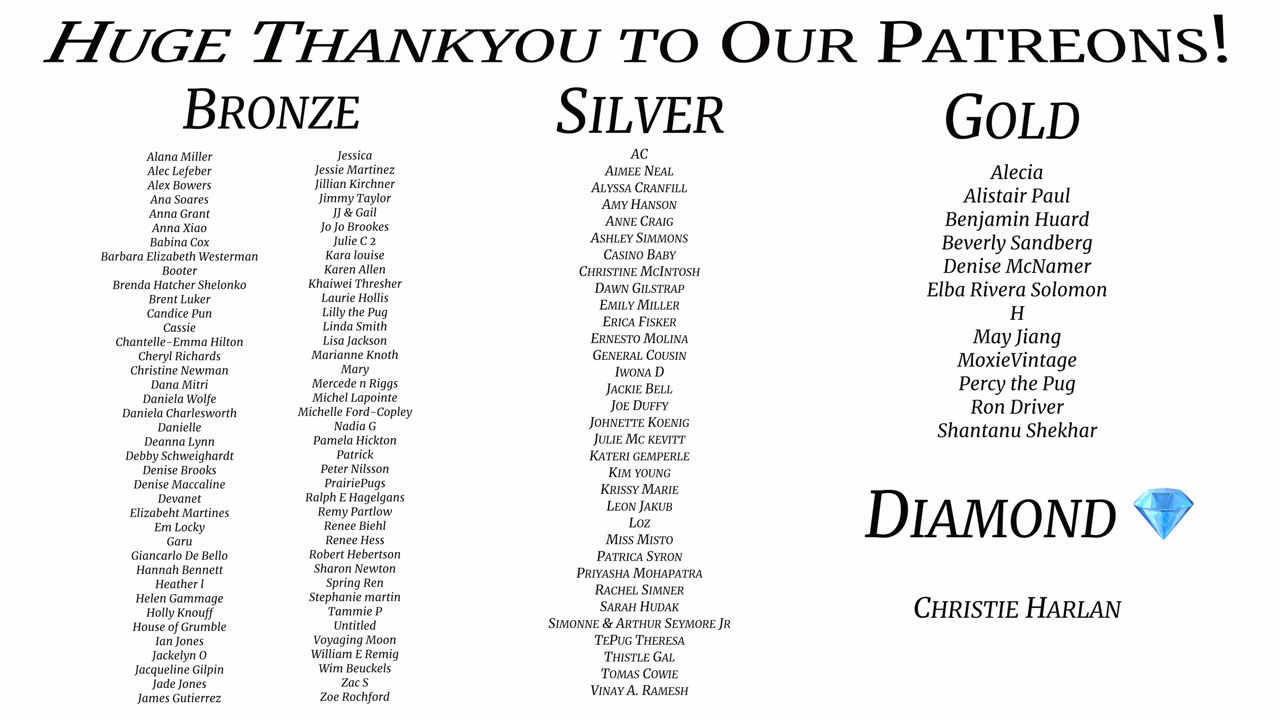 HUGE THANKYOU TO OUR PATREONS!
BRONZE
Alana Miller
Alec Lefeber
Alex Bowers
Ana Soares
Anna Grant
Anna Xiao
Babina Cox
Barbara Elizabeth Westerman
Booter
Brenda Hatcher Shelonko
Brent Luker
Candice Pun
Cassie
Chantelle-Emma Hilton
Cheryl Richards
Christine Newman
Dana Mitri
Daniela Wolfe
Daniela Charlesworth
Danielle
Deanna Lynn
Debby Schweighardt
Denise Brooks
Denise Maccaline
Devanet
Elizabeht Martines
Em Locky
Garu
Giancarlo De Bello
Hannah Bennett
Heather l
Helen Gammage
Holly Knouff
House of Grumble
Ian Jones
Jackelyn O
Jacqueline Gilpin
Jade Jones
James Gutierrez
Jessica
Jessie Martinez
Jillian Kirchner
Jimmy Taylor
JJ & Gail
Jo Jo Brookes
Julie C 2
Kara louise
Karen Allen
Khaiwei Thresher
Laurie Hollis
Lilly the Pug
Linda Smith
Lisa Jackson
Marianne Knoth
Mary
Mercede n Riggs
Michel Lapointe
Michelle Ford-Copley
Nadia G
Pamela Hickton
Patrick
Peter Nilsson
PrairiePugs
Ralph E Hagelgans
Remy Partlow
Renee Biehl
Renee Hess
Robert Hebertson
Sharon Newton
Spring Ren
Stephanie martin
Tammie P
Untitled
Voyaging Moon
William E Remig
Wim Beuckels
Zac S
Zoe Rochford
SILVER
AC
AIMEE NEAL
ALYSSA CRANFILL
AMY HANSON
ANNE CRAIG
ASHLEY SIMMONS
CASINO BABY
CHRISTINE MCINTOSH
DAWN GILSTRAP
EMILY MILLER
ERICA FISKER
ERNESTO MOLINA
GENERAL COUSIN
IWONA D
JACKIE BELL
JOE DUFFY
JOHNETTE KOENIG
JULIE MC KEVITT
KATERI GEMPERLE
KIM YOUNG
KRISSY MARIE
LEON JAKUB
LOZ
MISS MISTO
PATRICA SYRON
PRIYASHA MOHAPATRA
RACHEL SIMNER
SARAH HUDAK
SIMONNE & ARTHUR SEYMORE JR
TEPUG THERESA
THISTLE GAL
TOMAS COWIE
VINAY A. RAMESH
GOLD
Alecia
Alistair Paul
Benjamin Huard
Beverly Sandberg
Denise McNamer
Elba Rivera Solomon
H
May Jiang
MoxieVintage
Percy the Pug
Ron Driver
Shantanu Shekhar
DIAMOND
CHRISTIE HARLAN